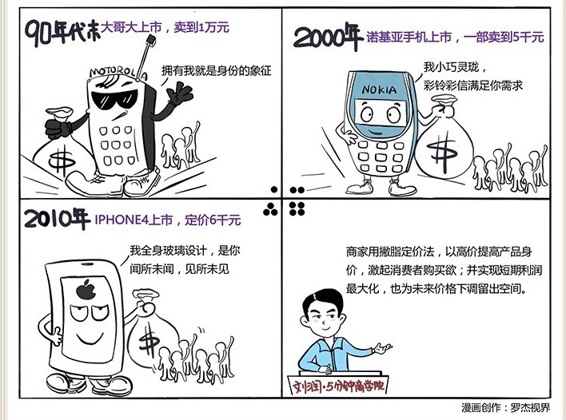 90年代末 大哥大上市，卖到1万元
MOTOROLA
拥有我就是身份的象征
$
2000年 诺基亚手机上市，一部卖到5千元
我小巧灵珑，
彩铃彩信满足你需求
NOKIA
$
2010年 IPHONE4上市，定价6千元
我全身玻璃设计，是你
闻所未闻，见所未见
$
商家用撇脂定价法，以高价提高产品身
价，激起消费者购买欲；并实现短期利润
最大化，也为未来价格下调留出空间。
刘润·5分钟商学院
漫画创作：罗杰视界